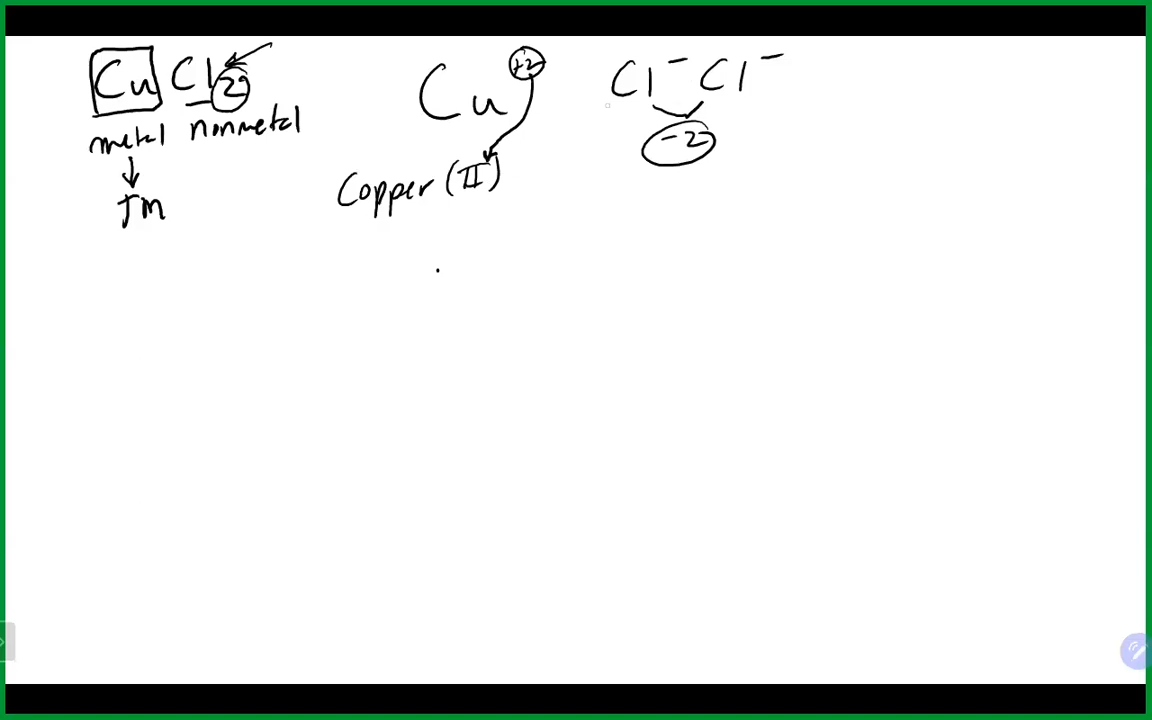 CuCl2
metal nonmetal
TM
Cu+2
Copper (II)
Cl- Cl-
-2